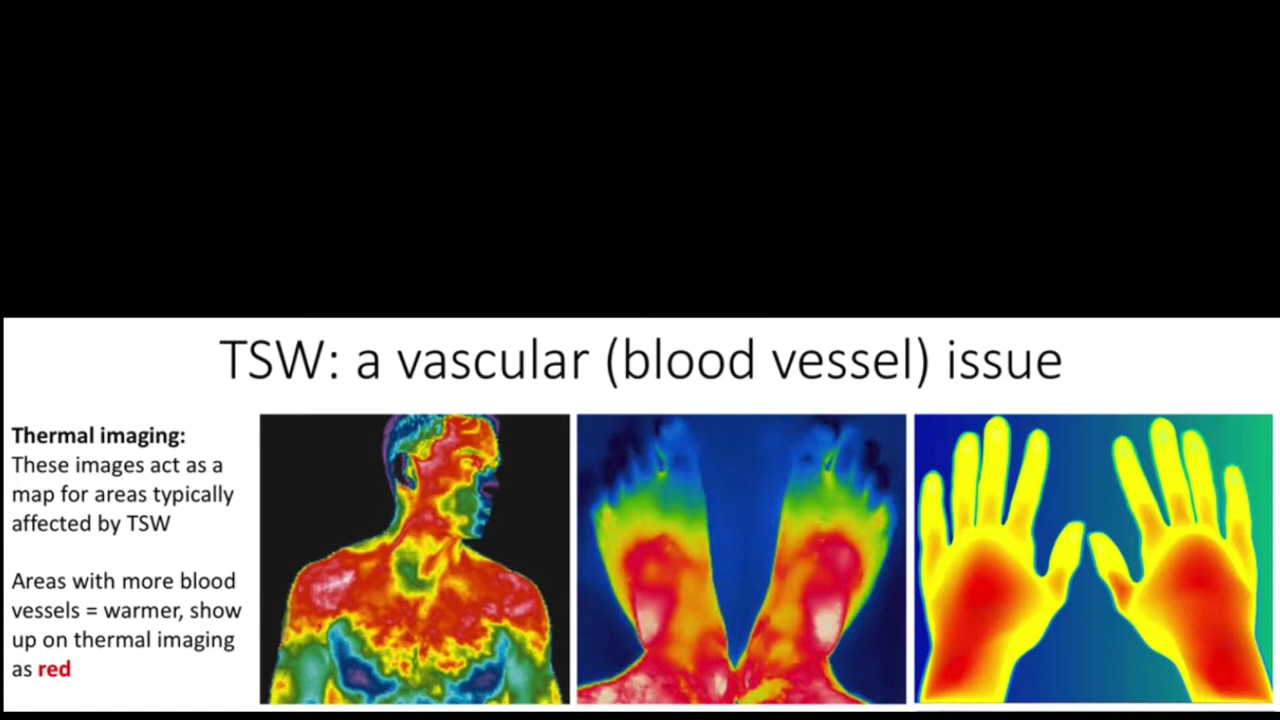 TSW: a vascular (blood vessel) issue
Thermal imaging:
These images act as a
map for areas typically
affected by TSW
Areas with more blood
vessels = warmer, show
up on thermal imaging
as red